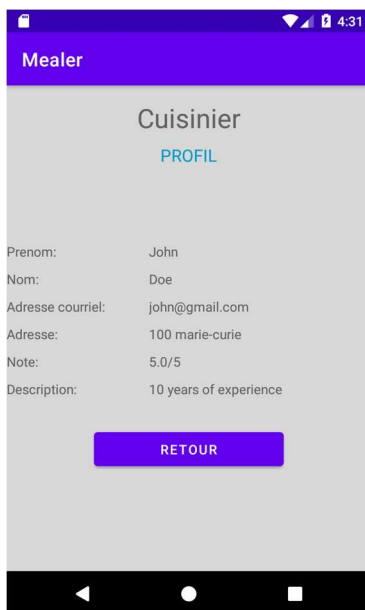 4:31
Mealer
Cuisinier
PROFIL
Prenom: John
Nom: Doe
Adresse courriel: john@gmail.com
Adresse: 100 marie-curie
Note: 5.0/5
Description: 10 years of experience
RETOUR